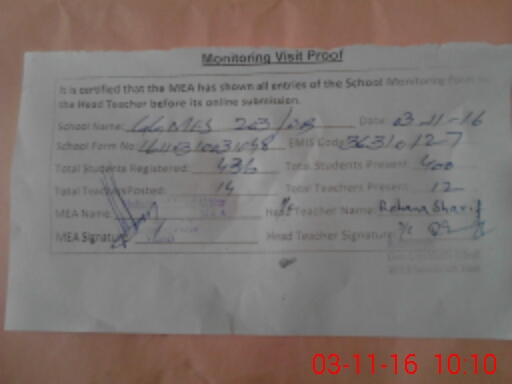 Monitoring Visit Proof
It is certified that the MEA has shown all entries of the School Monitoring Form to
the Head Teacher before its online submission.
School Name: GGMES 203/EB Date: 03-11-16
School Form No: EMIS Code:
Total Students Registered: 436 Total Students Present: 400
Total Teachers Posted: 14 Total Teachers Present: 12
MEA Name: Head Teacher Name: Rehana Sharif
MEA Signature: Head Teacher Signature:
03-11-16 10:10